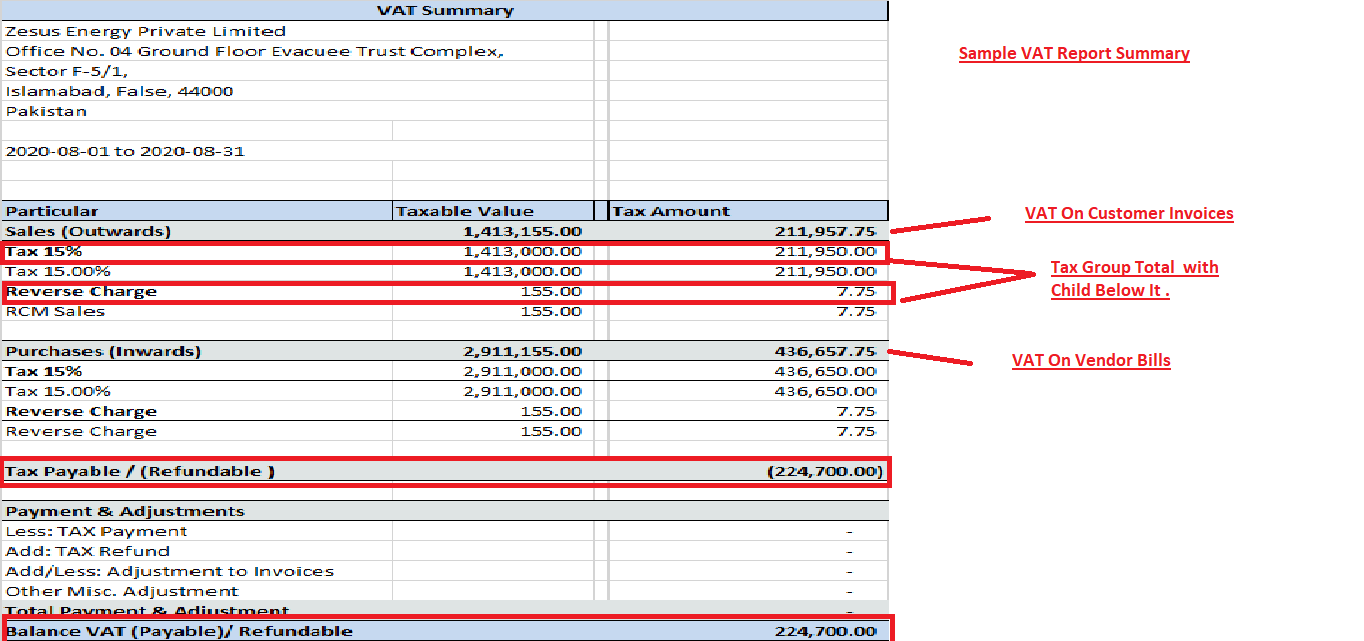 VAT Summary
Zesus Energy Private Limited
Office No. 04 Ground Floor Evacuee Trust Complex,
Sector F-5/1,
Islamabad, False, 44000
Pakistan
2020-08-01 to 2020-08-31
Sample VAT Report Summary
Particular Taxable Value Tax Amount
Sales (Outwards) 1,413,155.00 211,957.75
Tax 15% 1,413,000.00 211,950.00
Tax 15.00% 1,413,000.00 211,950.00
Reverse Charge 155.00 7.75
RCM Sales 155.00 7.75
VAT On Customer Invoices
Tax Group Total with
Child Below It .
Purchases (Inwards) 2,911,155.00 436,657.75
Tax 15% 2,911,000.00 436,650.00
Tax 15.00% 2,911,000.00 436,650.00
Reverse Charge 155.00 7.75
Reverse Charge 155.00 7.75
VAT On Vendor Bills
Tax Payable / (Refundable ) (224,700.00)
Payment & Adjustments
Less: TAX Payment -
Add: TAX Refund -
Add/Less: Adjustment to Invoices -
Other Misc. Adjustment -
Total Payment & Adjustment -
Balance VAT (Payable)/ Refundable 224,700.00